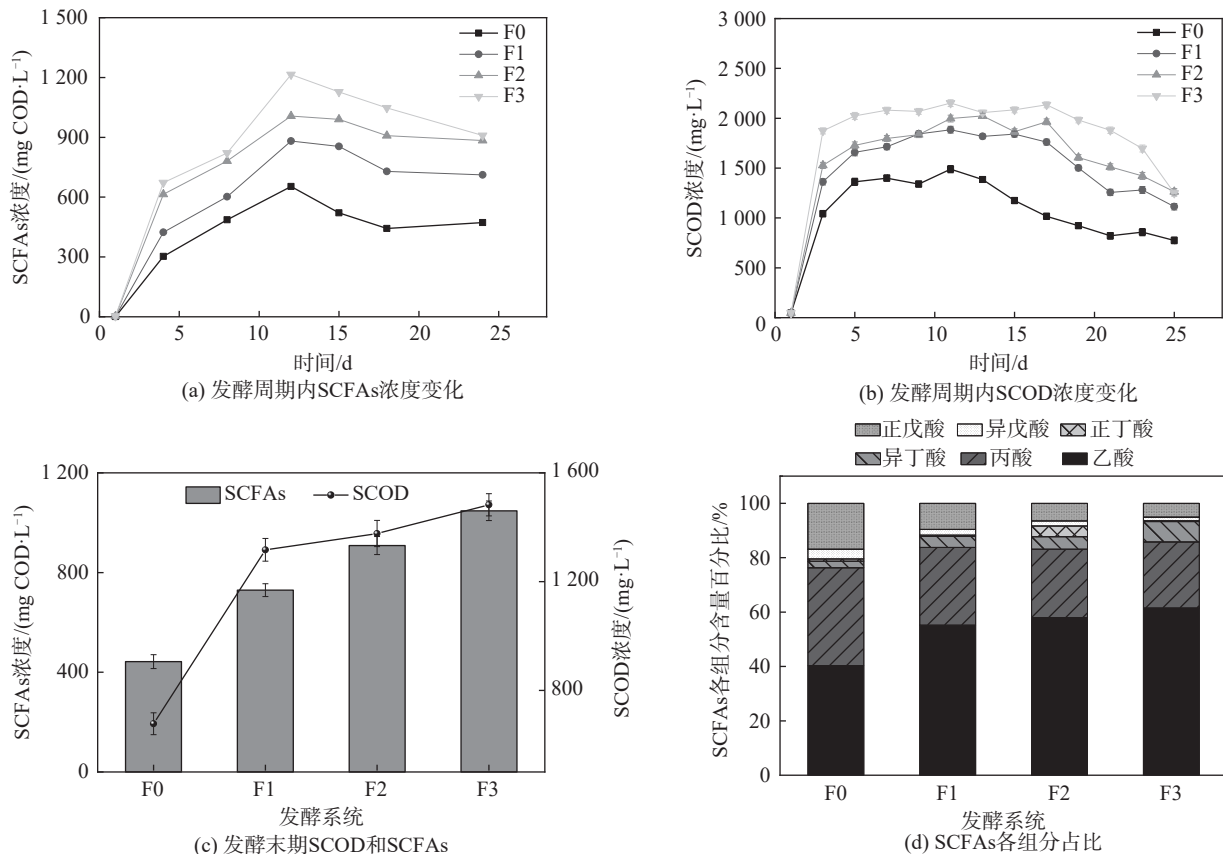 1 500
1 200
900
600
300
0
SCFAs浓度/(mg COD·L⁻¹)
F0
F1
F2
F3
0 5 10 15 20 25
时间/d
(a) 发酵周期内SCFAs浓度变化
3 000
2 500
2 000
1 500
1 000
500
0
SCOD浓度/(mg·L⁻¹)
F0
F1
F2
F3
0 5 10 15 20 25
时间/d
(b) 发酵周期内SCOD浓度变化
1 200
800
400
0
SCFAs浓度/(mg COD·L⁻¹)
SCFAs SCOD
1 600
1 200
800
SCOD浓度/(mg·L⁻¹)
F0 F1 F2 F3
发酵系统
(c) 发酵末期SCOD和SCFAs
正戊酸 异戊酸 正丁酸
异丁酸 丙酸 乙酸
100
80
60
40
20
0
SCFAs各组分含量百分比/%
F0 F1 F2 F3
发酵系统
(d) SCFAs各组分占比